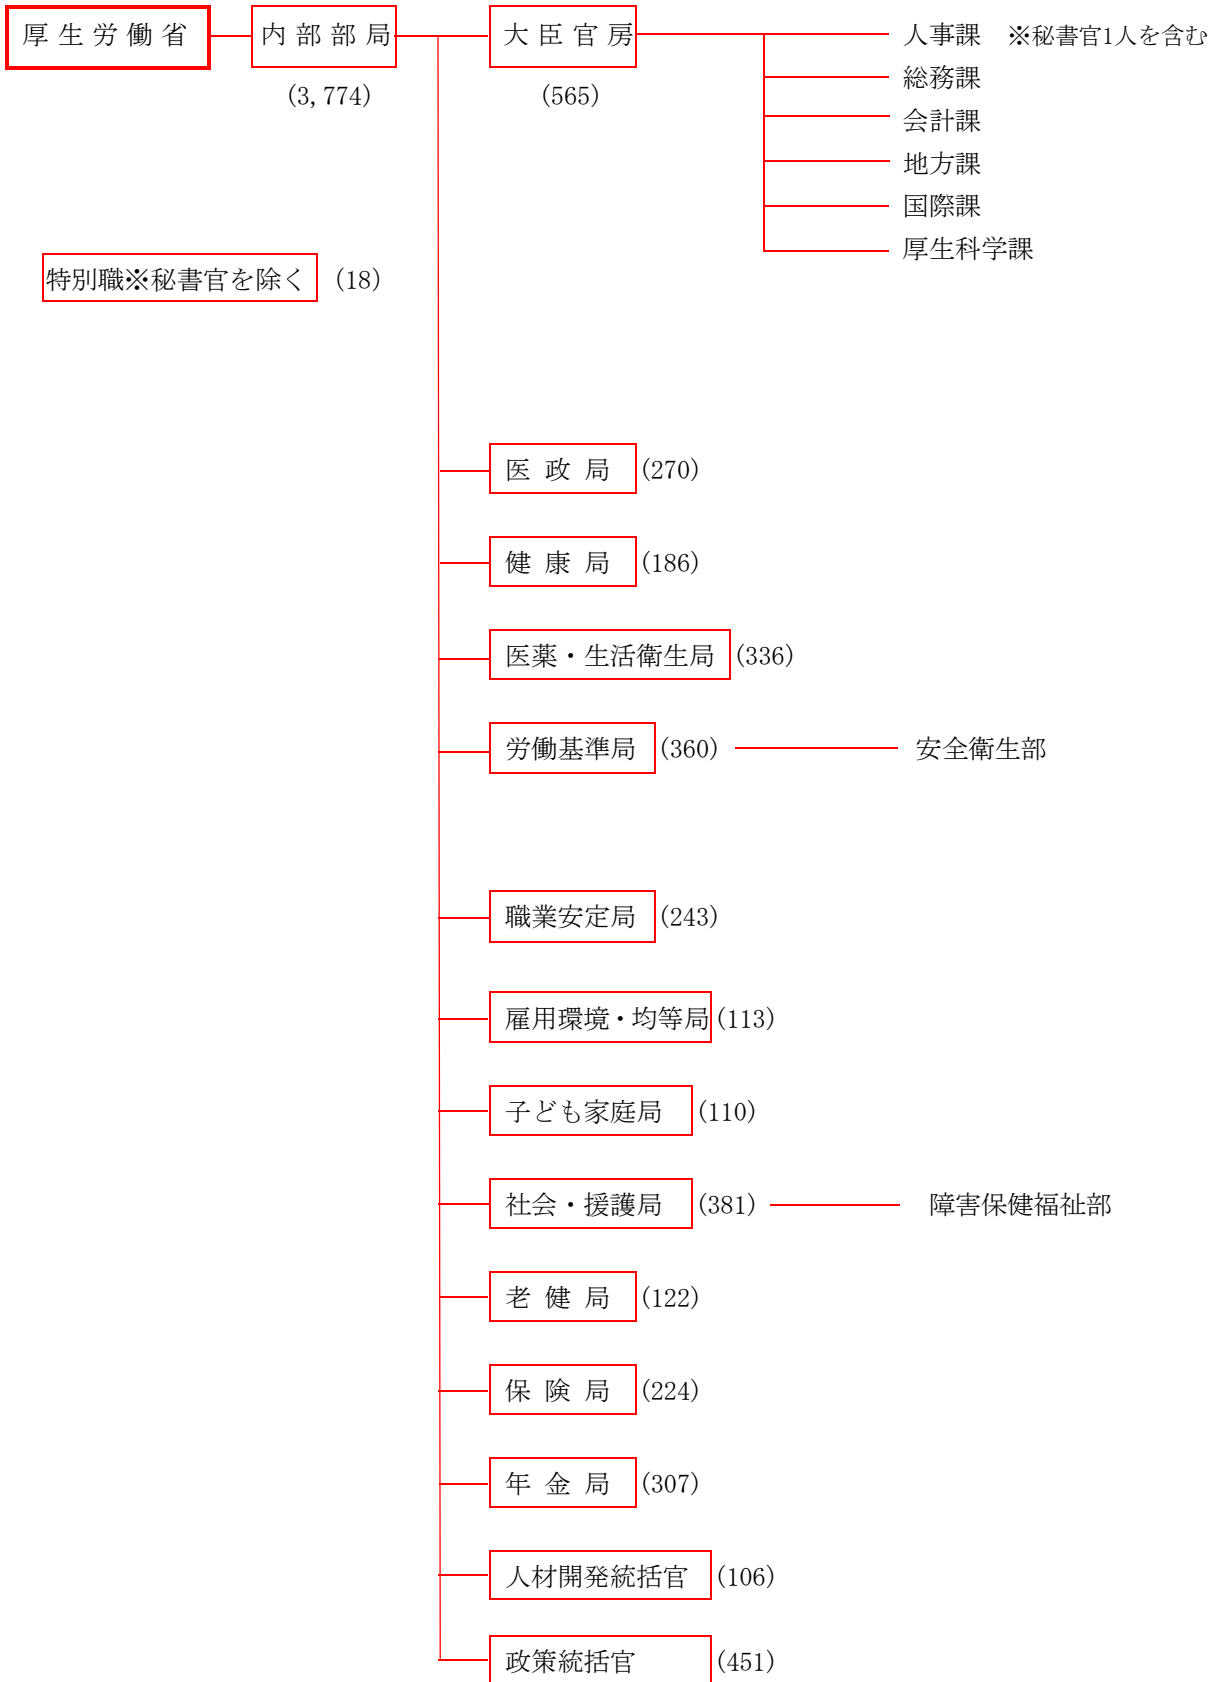 厚生労働省 内部部局 大臣官房 人事課 ※秘書官1人を含む
総務課
(3,774) (565)
会計課
地方課
国際課
厚生科学課
特別職※秘書官を除く (18)
医政局 (270)
健康局 (186)
医薬・生活衛生局 (336)
労働基準局 (360) 安全衛生部
職業安定局 (243)
雇用環境・均等局 (113)
子ども家庭局 (110)
社会・援護局 (381) 障害保健福祉部
老健局 (122)
保険局 (224)
年金局 (307)
人材開発統括官 (106)
政策統括官 (451)